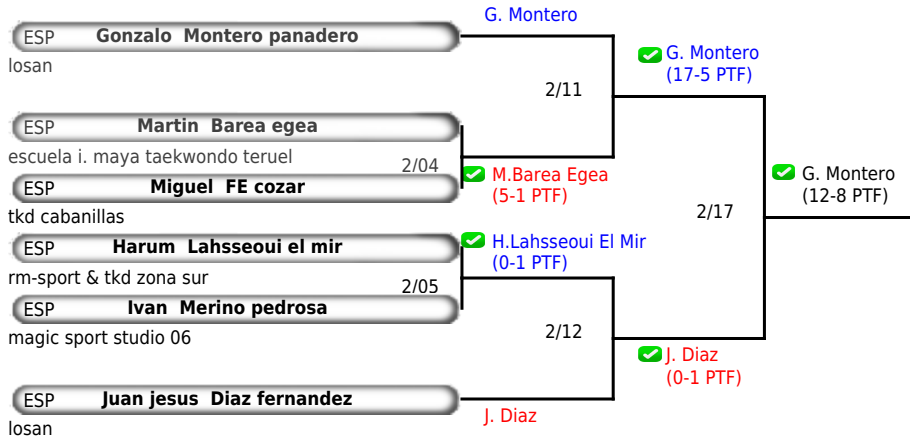 G. Montero
ESP Gonzalo Montero panadero
losan
G. Montero
(17-5 PTF)
2/11
ESP Martin Barea egea
escuela i. maya taekwondo teruel
2/04
M.Barea Egea
(5-1 PTF)
ESP Miguel FE cozar
tkd cabanillas
G. Montero
(12-8 PTF)
2/17
ESP Harum Lahsseoui el mir
H.Lahsseoui El Mir
(0-1 PTF)
rm-sport & tkd zona sur
2/05
ESP Ivan Merino pedrosa
magic sport studio 06
2/12
J. Diaz
(0-1 PTF)
ESP Juan jesus Diaz fernandez
J. Diaz
losan